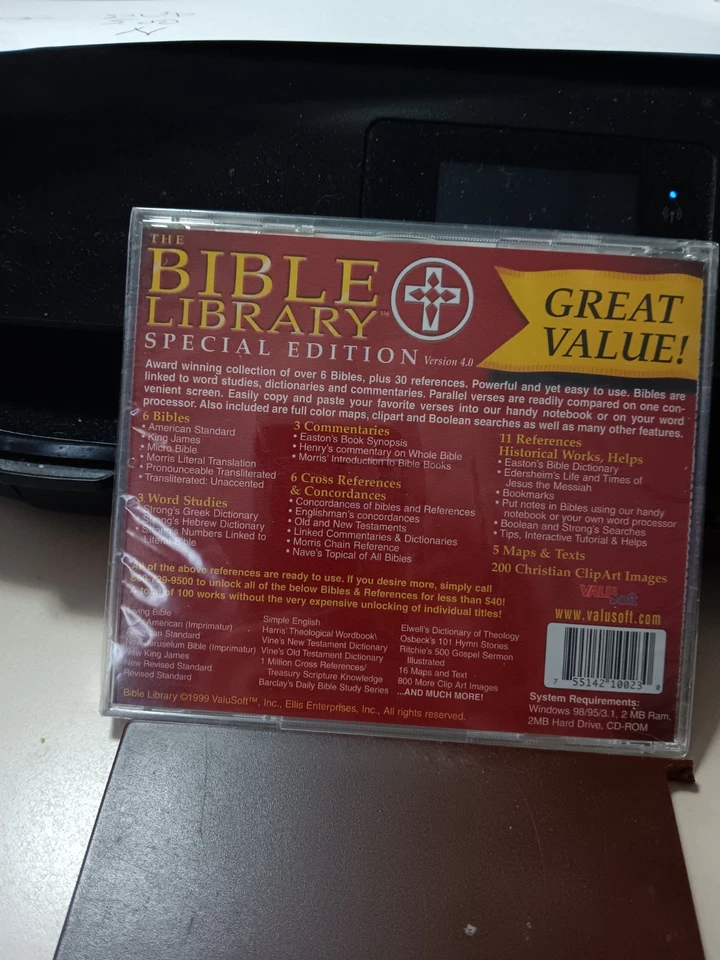 THE
BIBLE
LIBRARY™
SPECIAL EDITION Version 4.0
GREAT
VALUE!
Award winning collection of over 6 Bibles, plus 30 references. Powerful and yet easy to use. Bibles are
linked to word studies, dictionaries and commentaries. Parallel verses are readily compared on one con-
venient screen. Easily copy and paste your favorite verses into our handy notebook or on your word
processor. Also included are full color maps, clipart and Boolean searches as well as many other features.
6 Bibles
• American Standard
• King James
• Micro Bible
• Morris Literal Translation
• Pronounceable Transliterated
• Transliterated: Unaccented
3 Word Studies
• Strong's Greek Dictionary
• Strong's Hebrew Dictionary
• Strong's Numbers Linked to
Literal Bible
3 Commentaries
• Easton's Book Synopsis
• Henry's commentary on Whole Bible
• Morris' Introduction to Bible Books
6 Cross References
& Concordances
• Concordances of bibles and References
• Englishman's concordances
• Old and New Testaments
• Linked Commentaries & Dictionaries
• Morris Chain Reference
• Nave's Topical of All Bibles
11 References
Historical Works, Helps
• Easton's Bible Dictionary
• Edersheim's Life and Times of
Jesus the Messiah
• Bookmarks
• Put notes in Bibles using our handy
notebook or your own word processor
• Boolean and Strong's Searches
• Tips, Interactive Tutorial & Helps
5 Maps & Texts
200 Christian ClipArt Images
All of the above references are ready to use. If you desire more, simply call
-9500 to unlock all of the below Bibles & References for less than $40!
A total of 100 works without the very expensive unlocking of individual titles!
Living Bible
American (Imprimatur)
Standard
New Jerusalem Bible (Imprimatur)
New King James
New Revised Standard
Revised Standard
Simple English
Harris' Theological Wordbook
Vine's New Testament Dictionary
Vine's Old Testament Dictionary
1 Million Cross References/
Treasury Scripture Knowledge
Barclay's Daily Bible Study Series
Elwell's Dictionary of Theology
Osbeck's 101 Hymn Stories
Ritchie's 500 Gospel Sermon
Illustrated
16 Maps and Text
800 More Clip Art Images
...AND MUCH MORE!
VALU
soft
www.valusoft.com
7 55142 10023 0
System Requirements:
Windows 98/95/3.1, 2 MB Ram,
2MB Hard Drive, CD-ROM
Bible Library ©1999 ValuSoft™, Inc., Ellis Enterprises, Inc., All rights reserved.